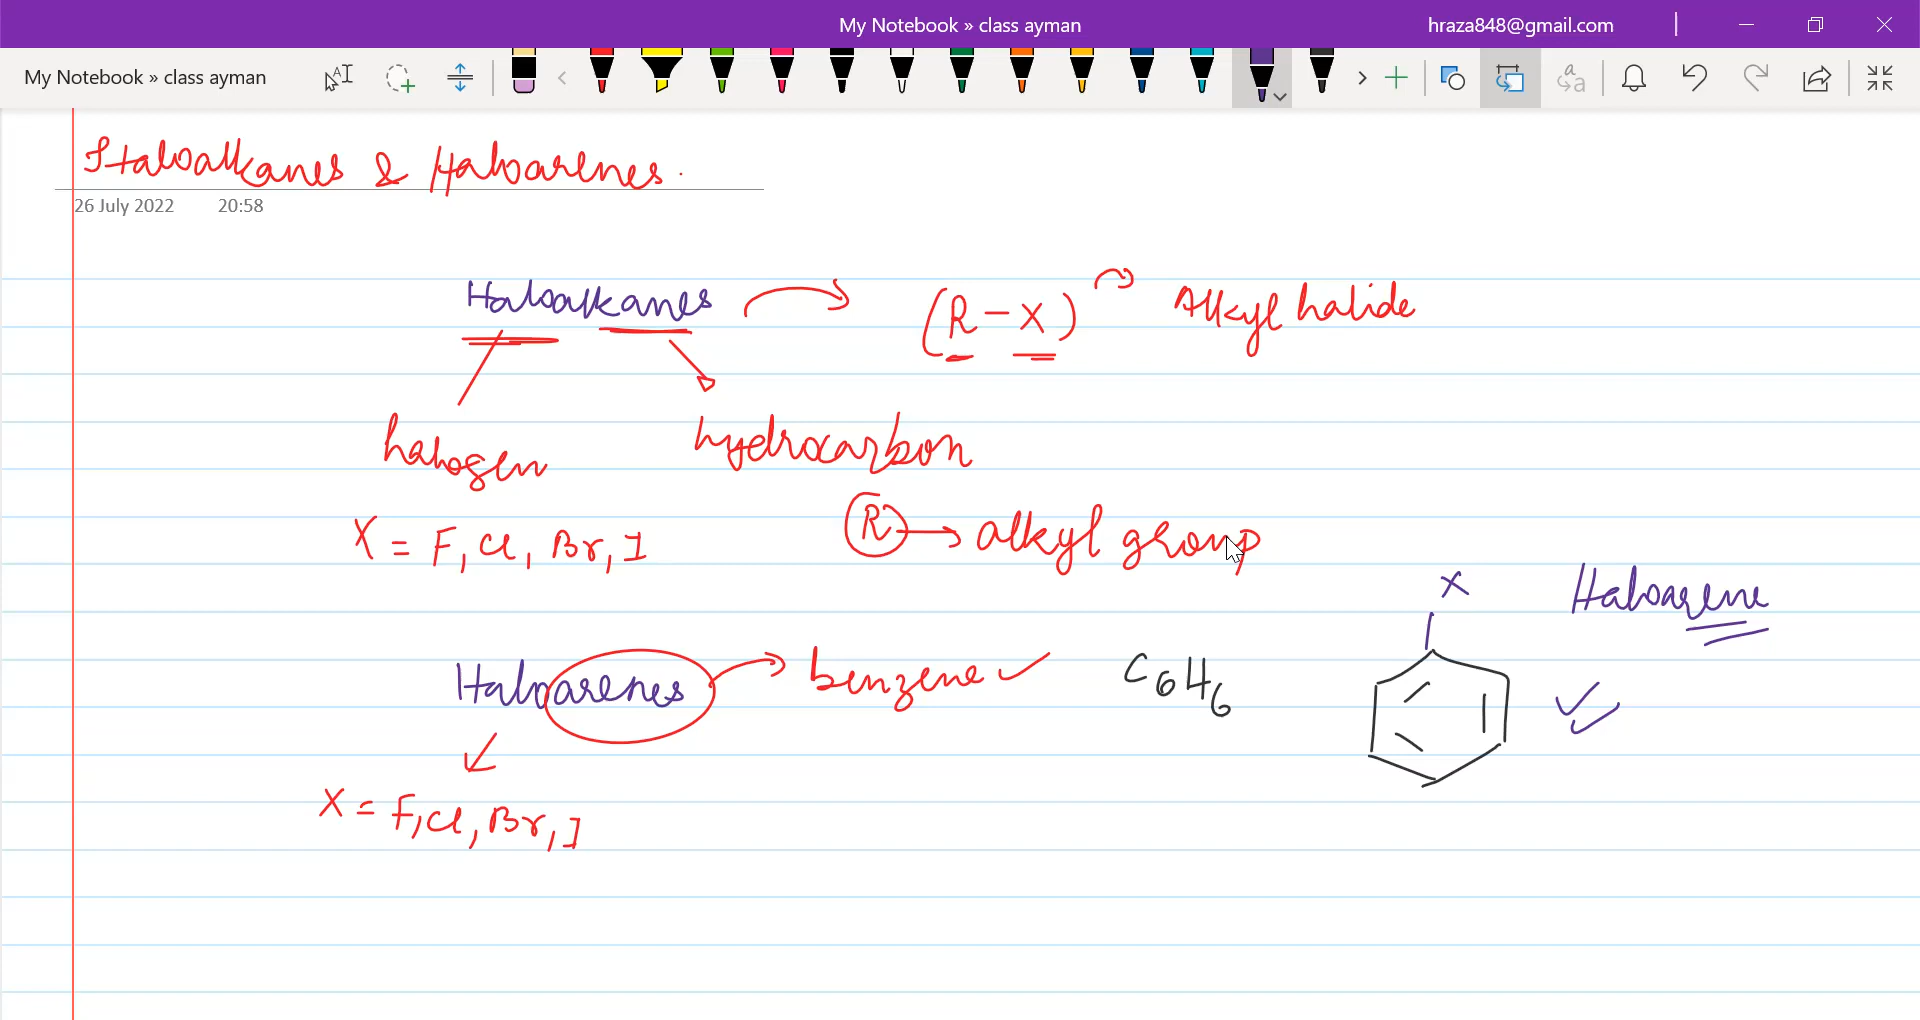 My Notebook » class ayman
hraza848@gmail.com
My Notebook » class ayman
Haloalkanes & Haloarenes.
26 July 2022 20:58
Haloalkanes (R-X) Alkyl halide
halogen hydrocarbon
X = F, Cl, Br, I R → alkyl group
X Haloarene
Haloarenes → benzene ✓ C6H6
X = F, Cl, Br, I